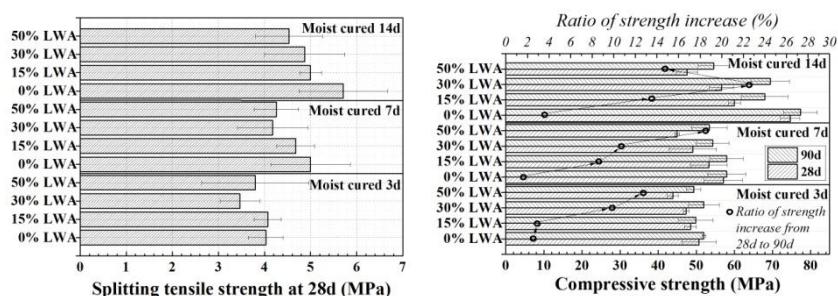 Moist cured 14d
50% LWA
30% LWA
15% LWA
0% LWA
Moist cured 7d
50% LWA
30% LWA
15% LWA
0% LWA
Moist cured 3d
50% LWA
30% LWA
15% LWA
0% LWA
0 1 2 3 4 5 6 7
Splitting tensile strength at 28d (MPa)
Ratio of strength increase (%)
0 2 4 6 8 10 12 14 16 18 20 22 24 26 28 30
Moist cured 14d
50% LWA
30% LWA
15% LWA
0% LWA
Moist cured 7d
50% LWA
30% LWA
15% LWA
0% LWA
90d
28d
Moist cured 3d
50% LWA
30% LWA
15% LWA
0% LWA
Ratio of strength
increase from
28d to 90d
0 10 20 30 40 50 60 70 80
Compressive strength (MPa)